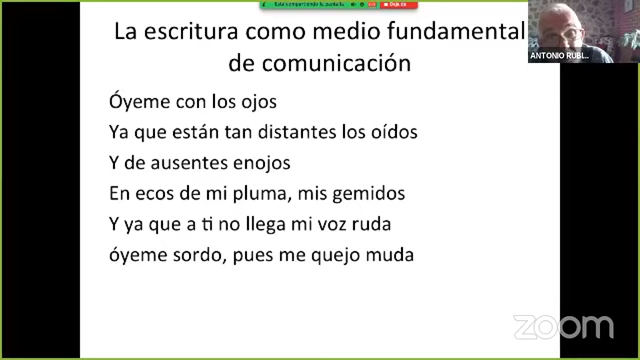 La escritura como medio fundamental
de comunicación
Óyeme con los ojos
Ya que están tan distantes los oídos
Y de ausentes enojos
En ecos de mi pluma, mis gemidos
Y ya que a ti no llega mi voz ruda
óyeme sordo, pues me quejo muda
ANTONIO RUBI...
zoom